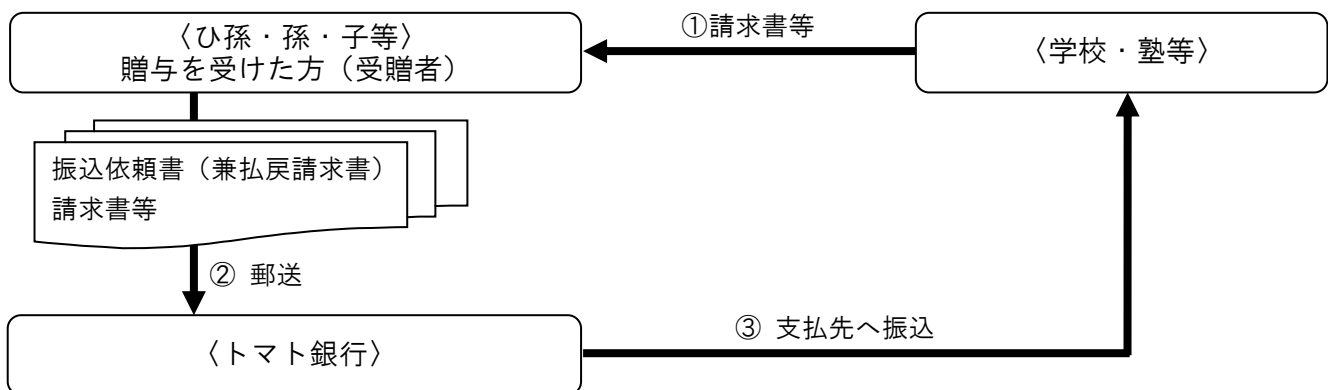 〈ひ孫・孫・子等〉
贈与を受けた方（受贈者）
①請求書等
〈学校・塾等〉
振込依頼書（兼払戻請求書）
請求書等
② 郵送
〈トマト銀行〉
③ 支払先へ振込